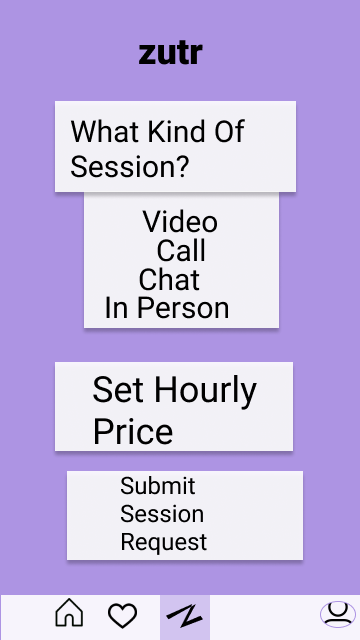 zutr
What Kind Of
Session?
Video
Call
Chat
In Person
Set Hourly
Price
Submit
Session
Request